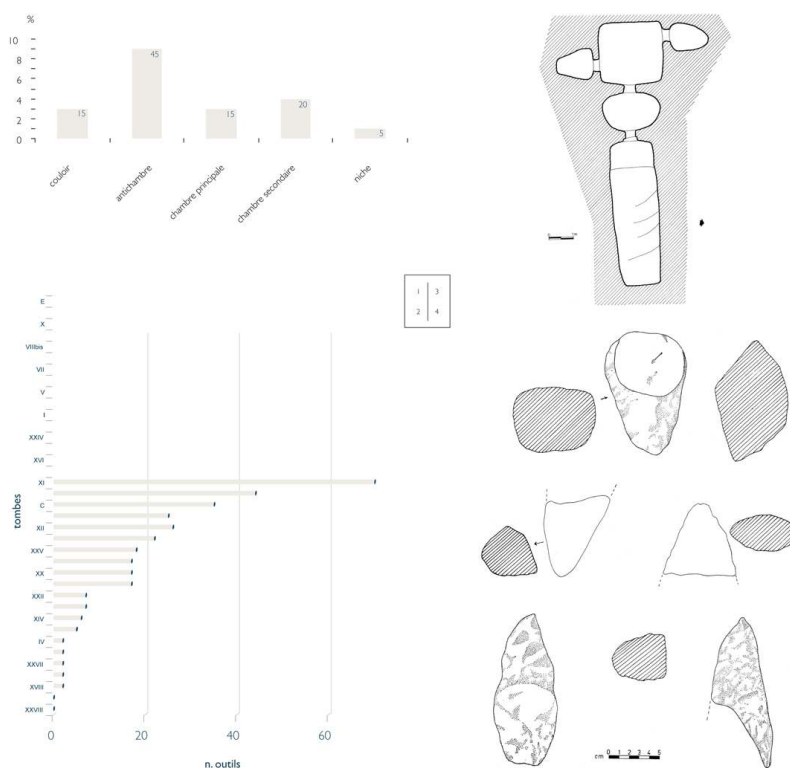 %
10
8
6
4
2
0
15
45
15
20
5
couloir
antichambre
chambre principale
chambre secondaire
niche
1 3
2 4
tombes
E
X
VIIIbis
VII
V
I
XXIV
XVI
XI
C
XII
XXV
XX
XXII
XIV
IV
XXVII
XVIII
XXVIII
0 20 40 60
n. outils
cm 0 1 2 3 4 5